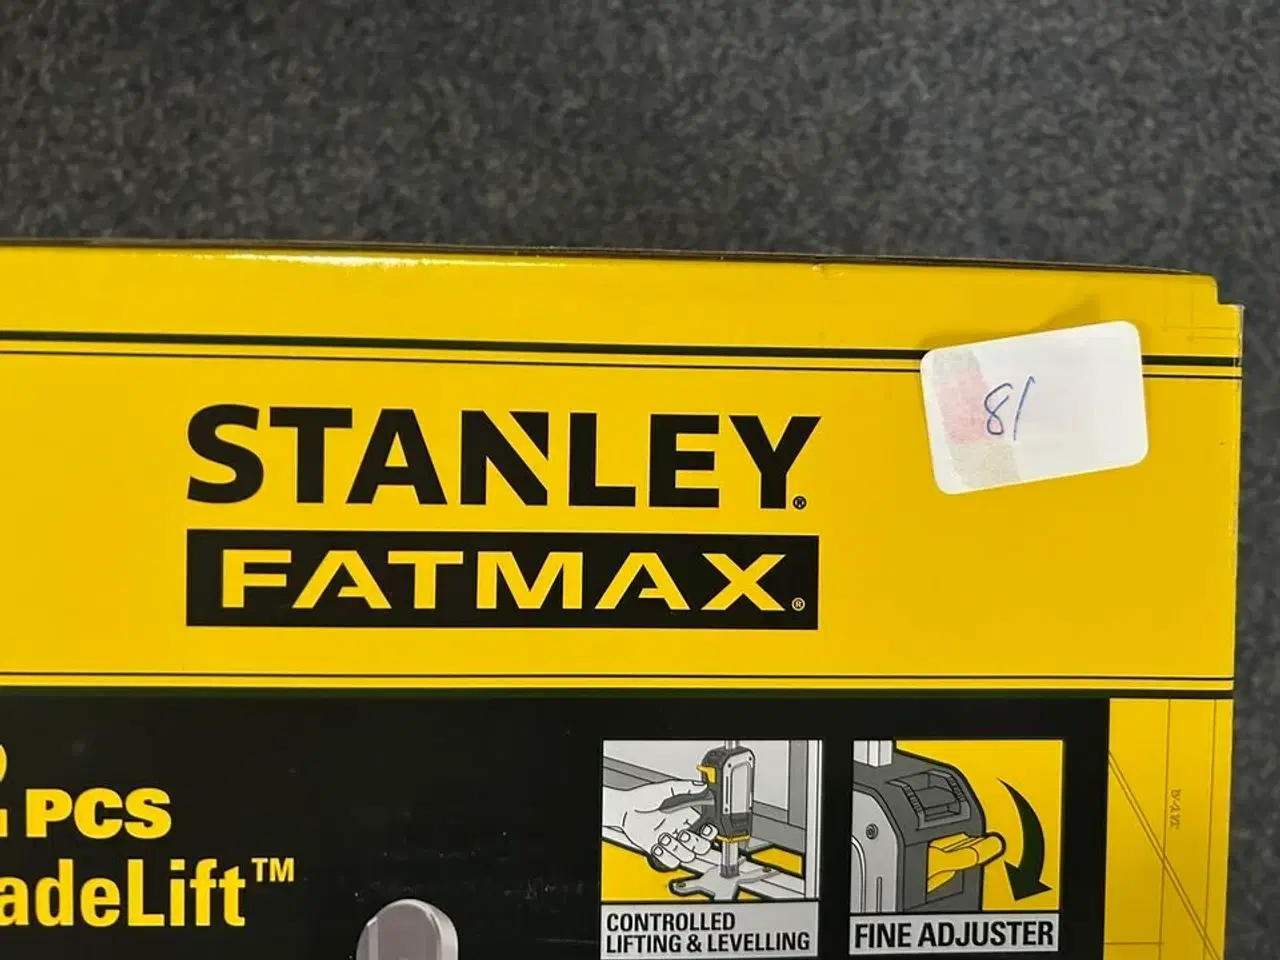 81
STANLEY®
FATMAX®
PCS
adeLift™
CONTROLLED
LIFTING & LEVELLING
FINE ADJUSTER